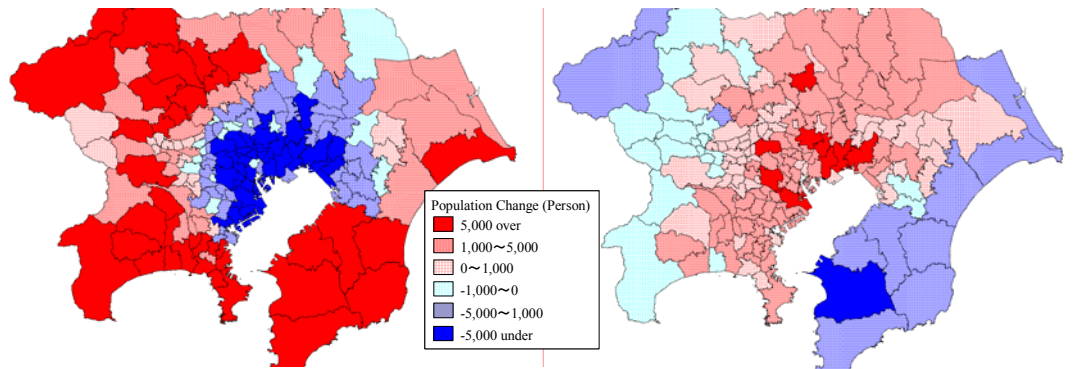 Population Change (Person)
5,000 over
1,000～5,000
0～1,000
-1,000～0
-5,000～1,000
-5,000 under